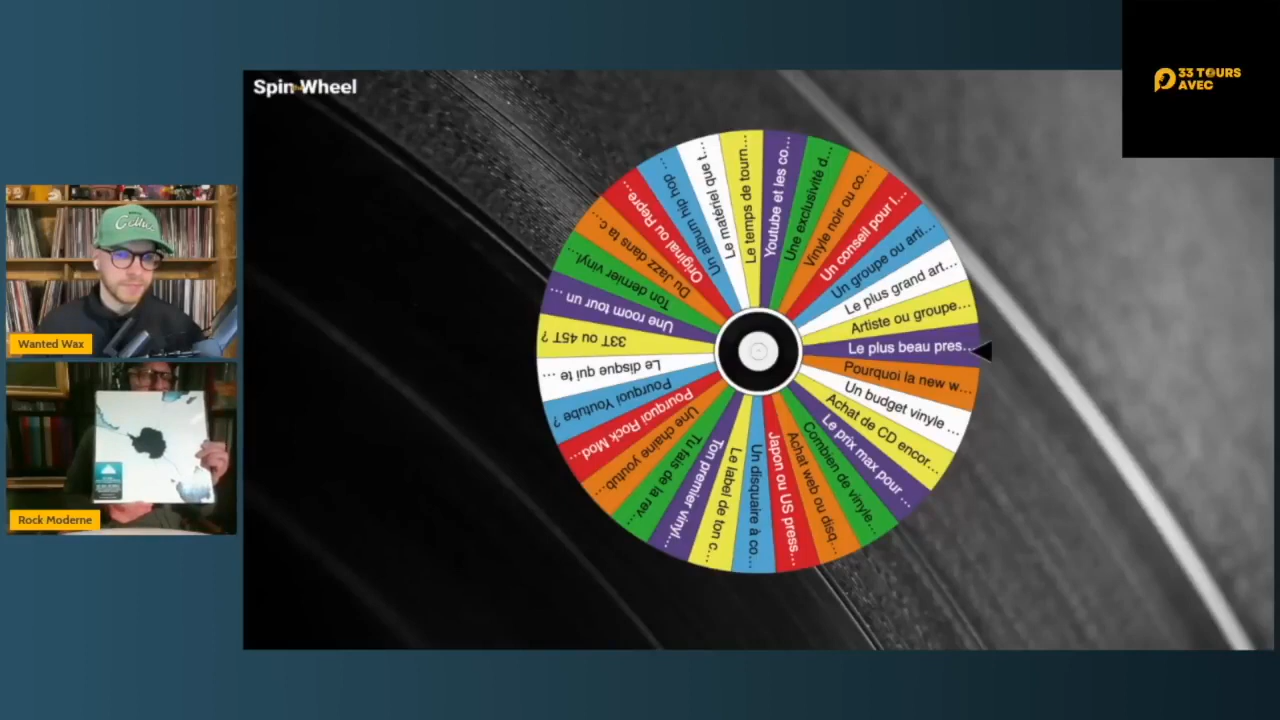 33 TOURS
AVEC
Spin The Wheel
Wanted Wax
Rock Moderne
Le temps de tourn...
Youtube et les co...
Une exclusivité d...
Vinyle noir ou co...
Un conseil pour l...
Un groupe ou arti...
Le plus grand art...
Artiste ou groupe...
Le plus beau pres...
Pourquoi la new w...
Un budget vinyle ...
Achat de CD encor...
Le prix max pour ...
Combien de vinyle...
Achat web ou disq...
Japon ou US press...
Un disquaire à co...
Le label de ton c...
Ton premier vinyl...
Tu fais de la rev...
Une chaine youtub...
Pourquoi Rock Mod...
Pourquoi Youtube ?
Le disque qui te ...
33T ou 45T ?
Une room tour un ...
Ton dernier vinyl...
Du Jazz dans ta c...
Original ou Repre...
Un album hip hop ...
Le matériel que t...